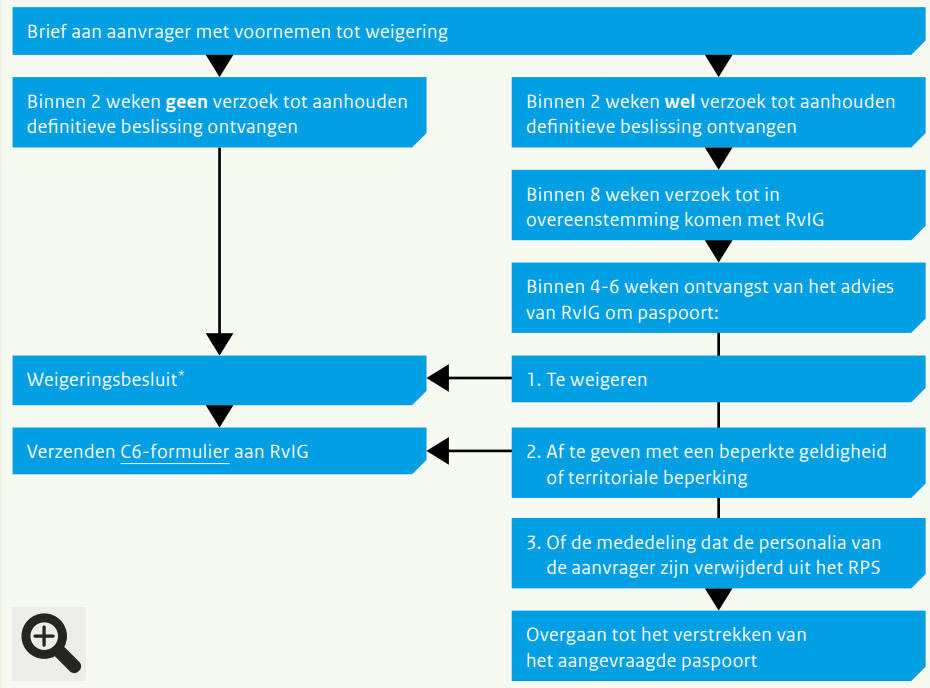 Brief aan aanvrager met voornemen tot weigering
Binnen 2 weken geen verzoek tot aanhouden
definitieve beslissing ontvangen
Binnen 2 weken wel verzoek tot aanhouden
definitieve beslissing ontvangen
Binnen 8 weken verzoek tot in
overeenstemming komen met RvIG
Binnen 4-6 weken ontvangst van het advies
van RvIG om paspoort:
Weigeringsbesluit*
1. Te weigeren
Verzenden C6-formulier aan RvIG
2. Af te geven met een beperkte geldigheid
of territoriale beperking
3. Of de mededeling dat de personalia van
de aanvrager zijn verwijderd uit het RPS
Overgaan tot het verstrekken van
het aangevraagde paspoort